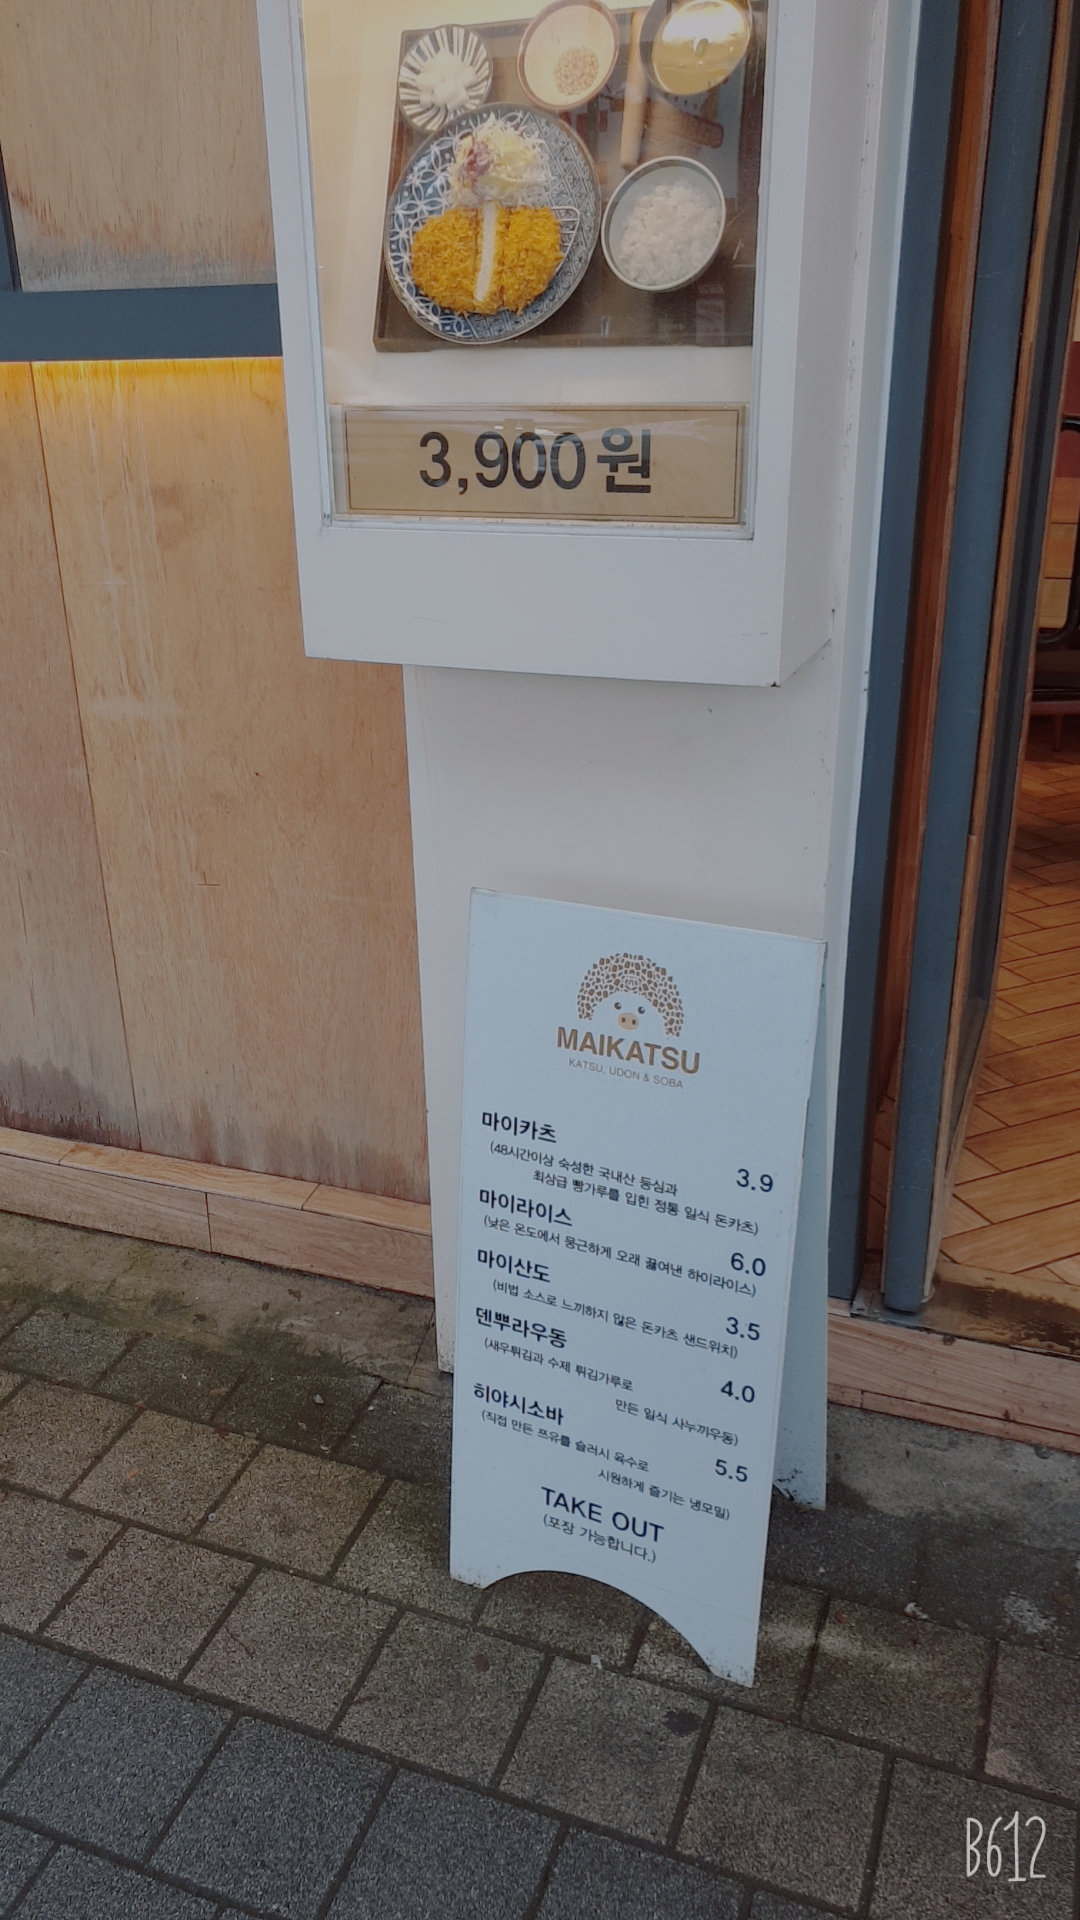 3,900원
MAIKATSU
KATSU, UDON & SOBA
마이카츠
3.9
(48시간이상 숙성한 국내산 등심과
최상급 빵가루를 입힌 정통 일식 돈카츠)
마이라이스
6.0
(낮은 온도에서 뭉근하게 오래 끓여낸 하이라이스)
마이산도
3.5
(비법 소스로 느끼하지 않은 돈카츠 샌드위치)
덴뿌라우동
4.0
(새우튀김과 수제 튀김가루로
만든 일식 사누끼우동)
히야시소바
5.5
(직접 만든 쯔유를 슬러시 육수로
시원하게 즐기는 냉모밀)
TAKE OUT
(포장 가능합니다.)
B612